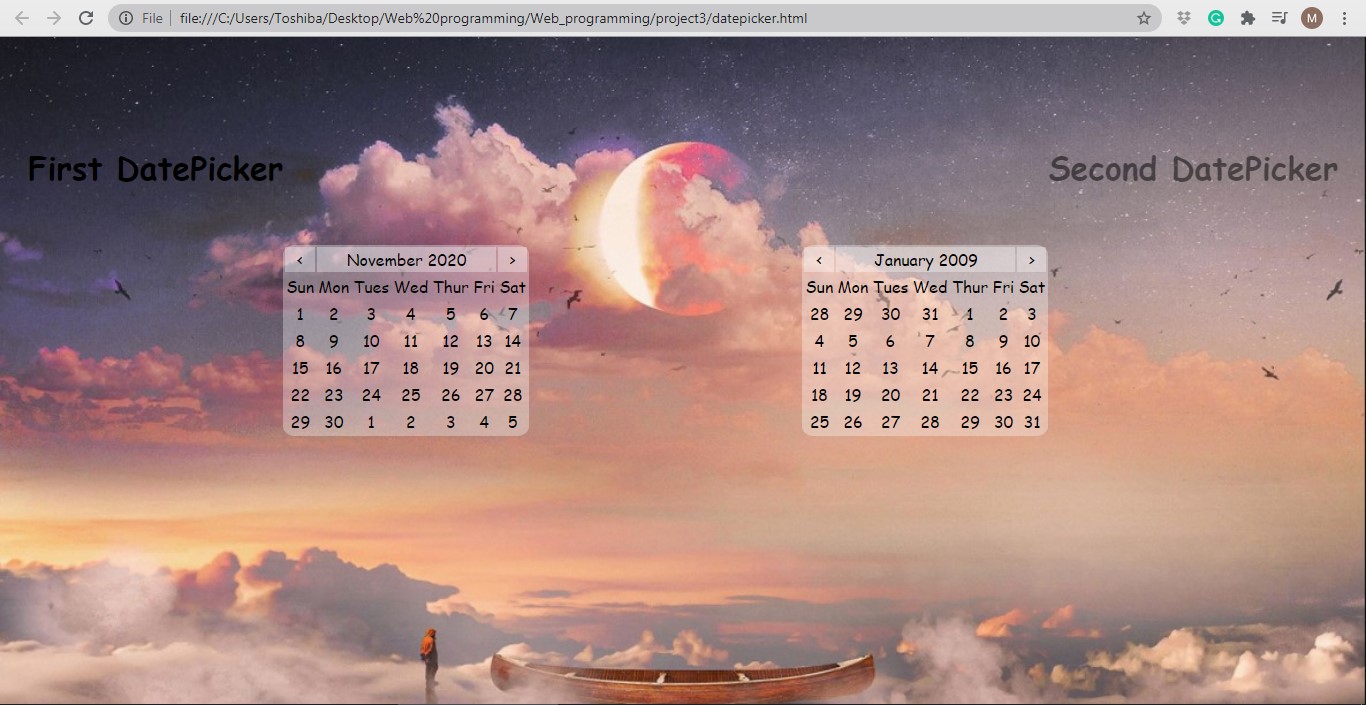 File file:///C:/Users/Toshiba/Desktop/Web%20programming/Web_programming/project3/datepicker.html M
First DatePicker
Second DatePicker
< November 2020 >
Sun Mon Tues Wed Thur Fri Sat
1 2 3 4 5 6 7
8 9 10 11 12 13 14
15 16 17 18 19 20 21
22 23 24 25 26 27 28
29 30 1 2 3 4 5
< January 2009 >
Sun Mon Tues Wed Thur Fri Sat
28 29 30 31 1 2 3
4 5 6 7 8 9 10
11 12 13 14 15 16 17
18 19 20 21 22 23 24
25 26 27 28 29 30 31